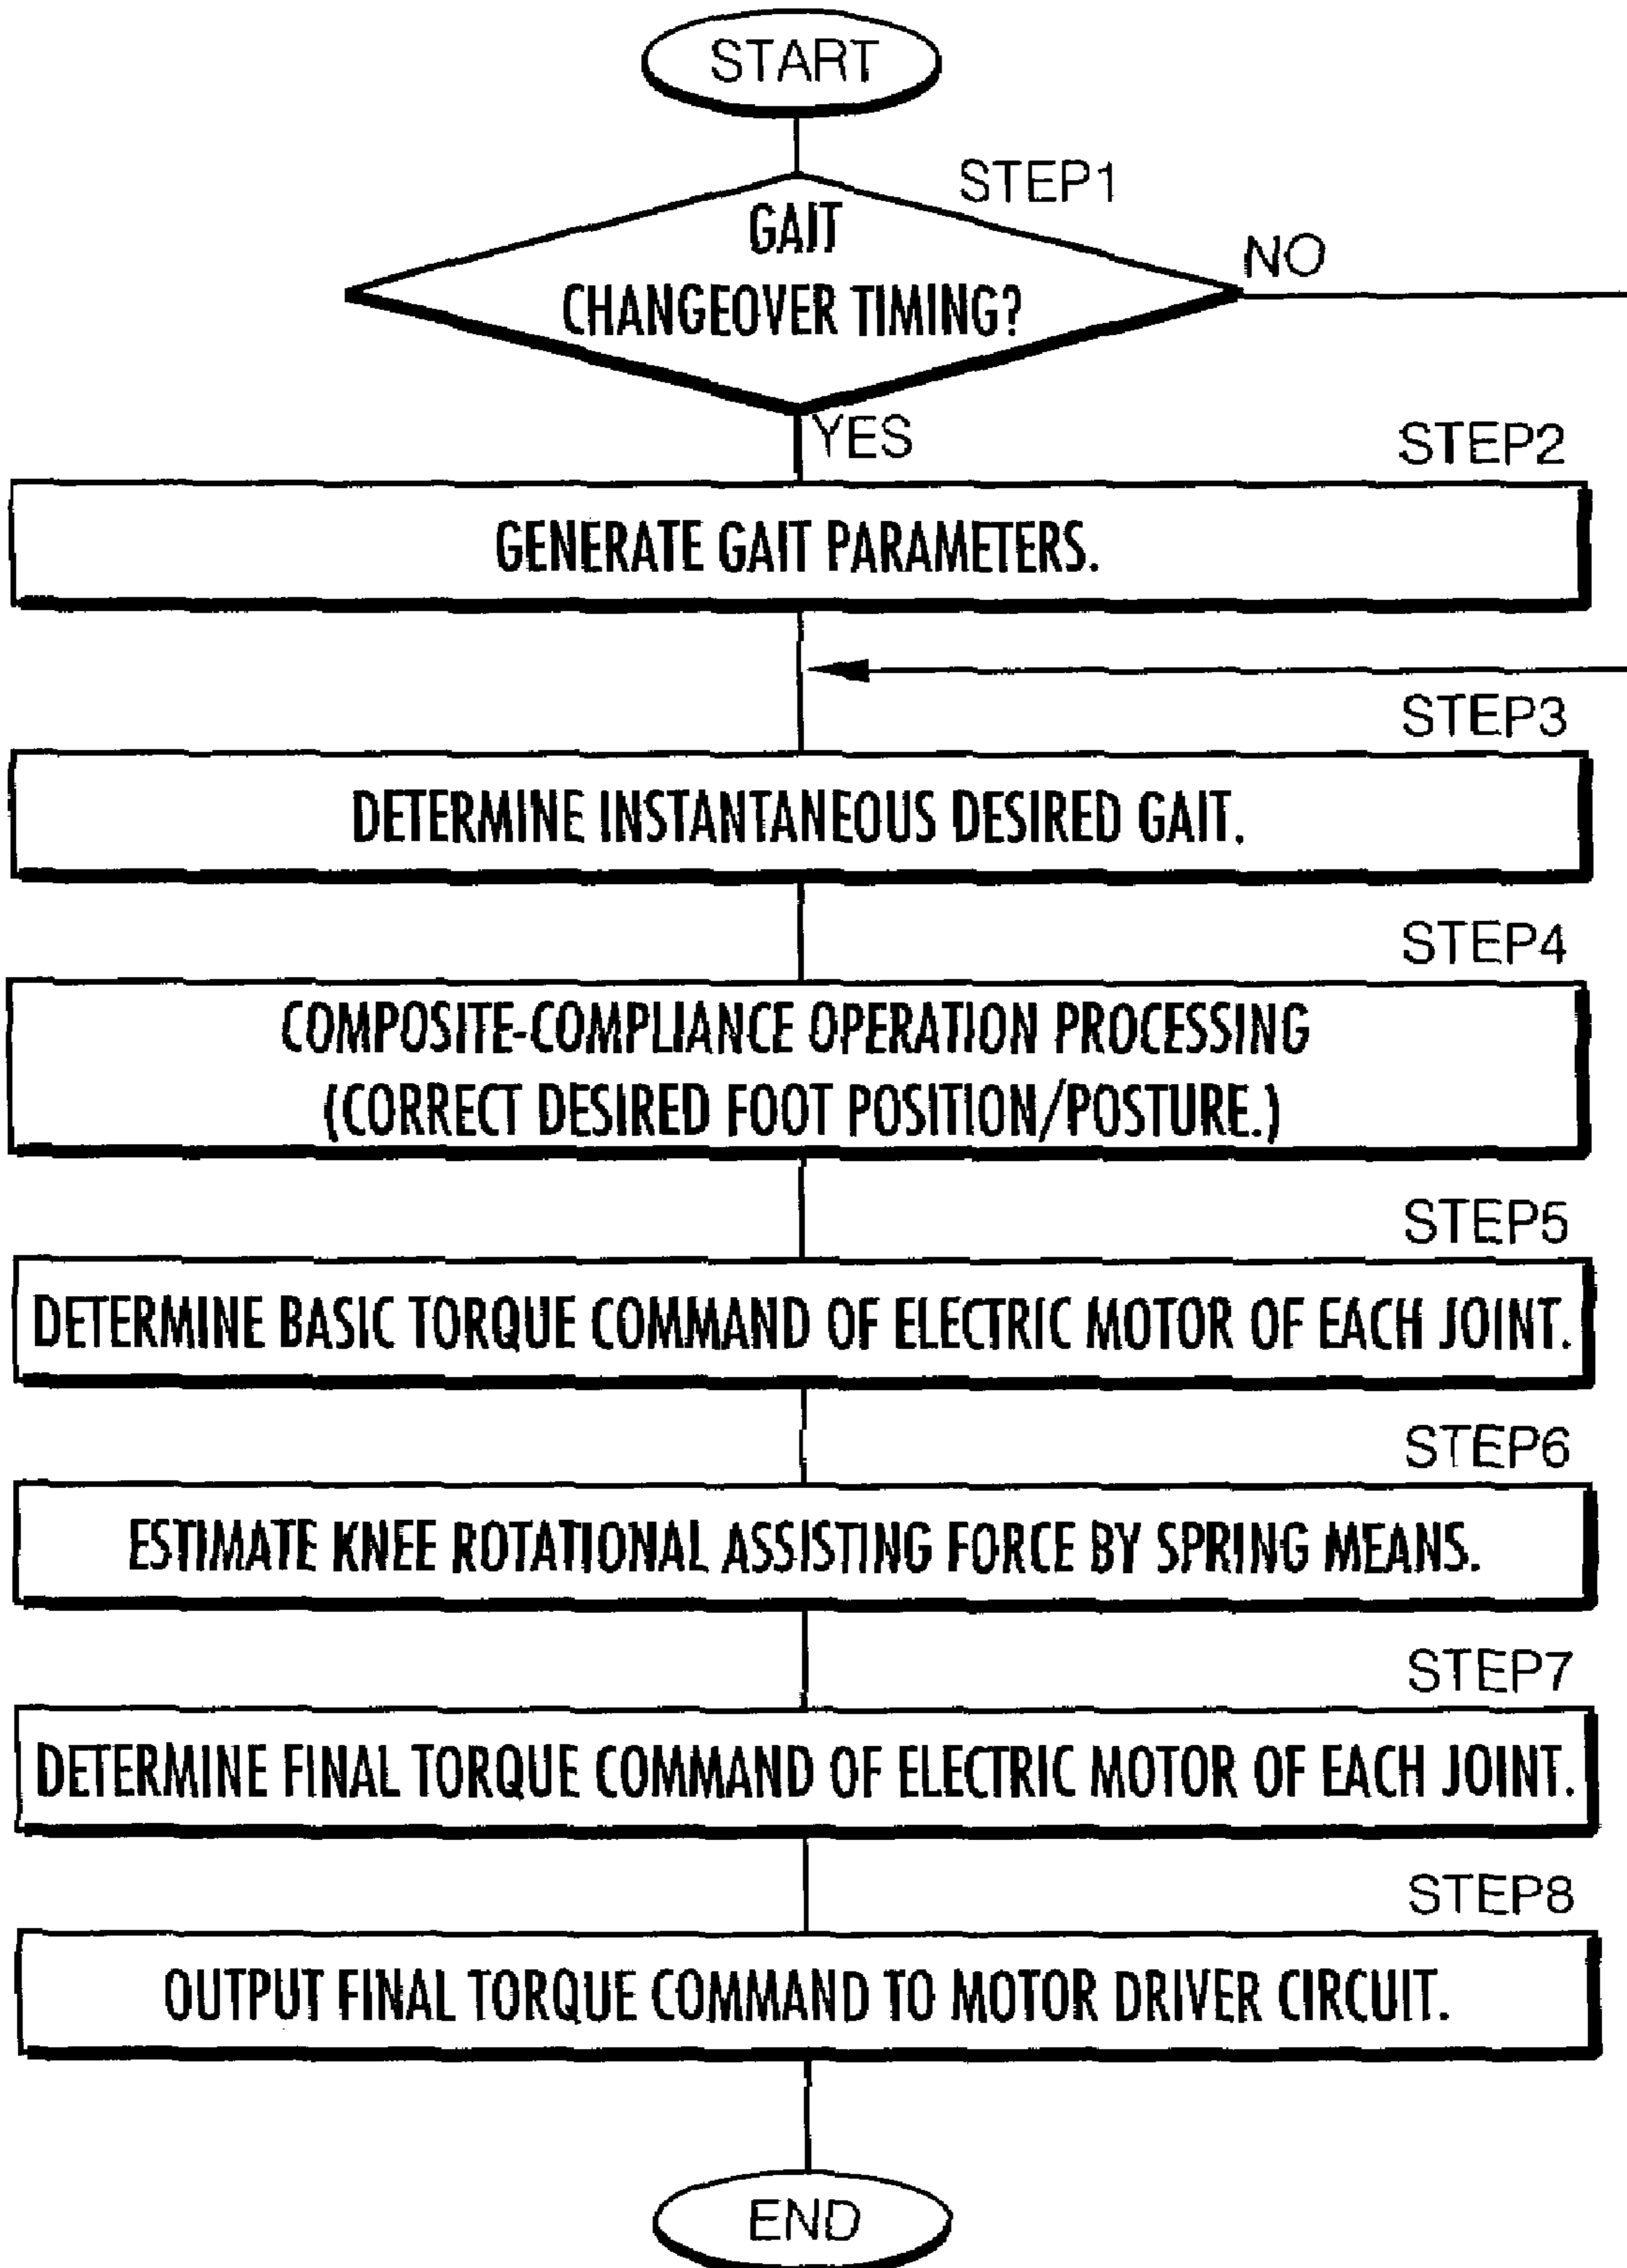 START
STEP1
GAIT
CHANGEOVER TIMING?
NO
YES
STEP2
GENERATE GAIT PARAMETERS.
STEP3
DETERMINE INSTANTANEOUS DESIRED GAIT.
STEP4
COMPOSITE-COMPLIANCE OPERATION PROCESSING
(CORRECT DESIRED FOOT POSITION/POSTURE.)
STEP5
DETERMINE BASIC TORQUE COMMAND OF ELECTRIC MOTOR OF EACH JOINT.
STEP6
ESTIMATE KNEE ROTATIONAL ASSISTING FORCE BY SPRING MEANS.
STEP7
DETERMINE FINAL TORQUE COMMAND OF ELECTRIC MOTOR OF EACH JOINT.
STEP8
OUTPUT FINAL TORQUE COMMAND TO MOTOR DRIVER CIRCUIT.
END